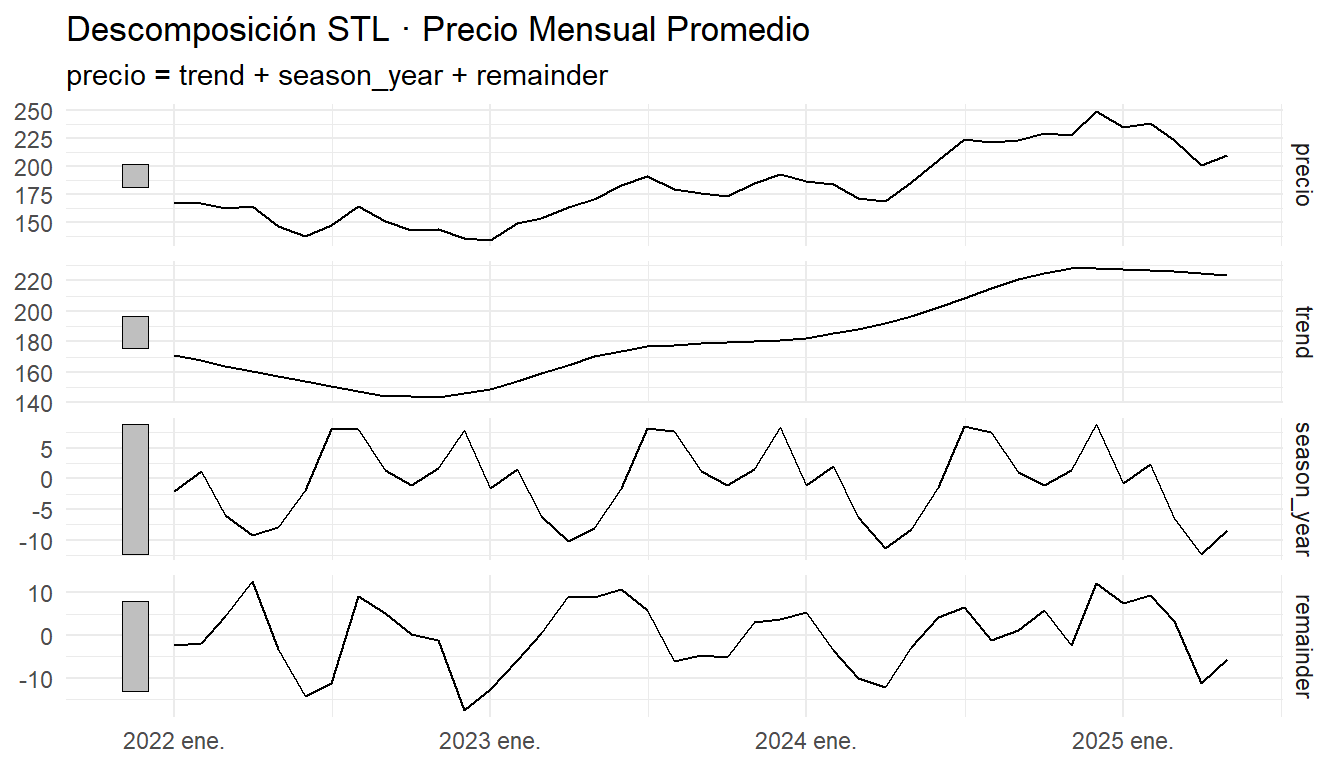 Descomposición STL · Precio Mensual Promedio
precio = trend + season_year + remainder
250
225
200
175
150
precio
220
200
180
160
140
trend
5
0
-5
-10
season_year
10
0
-10
remainder
2022 ene.
2023 ene.
2024 ene.
2025 ene.